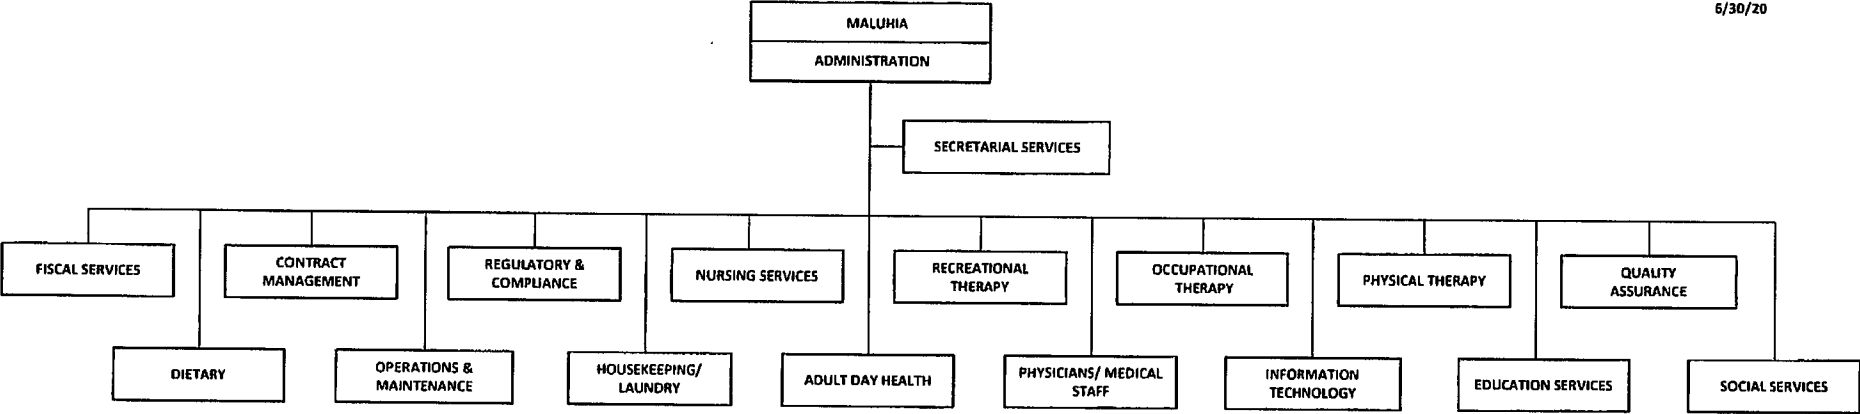 6/30/20
MALUHIA
ADMINISTRATION
SECRETARIAL SERVICES
FISCAL SERVICES
CONTRACT
MANAGEMENT
REGULATORY &
COMPLIANCE
NURSING SERVICES
RECREATIONAL
THERAPY
OCCUPATIONAL
THERAPY
PHYSICAL THERAPY
QUALITY
ASSURANCE
DIETARY
OPERATIONS &
MAINTENANCE
HOUSEKEEPING/
LAUNDRY
ADULT DAY HEALTH
PHYSICIANS/ MEDICAL
STAFF
INFORMATION
TECHNOLOGY
EDUCATION SERVICES
SOCIAL SERVICES